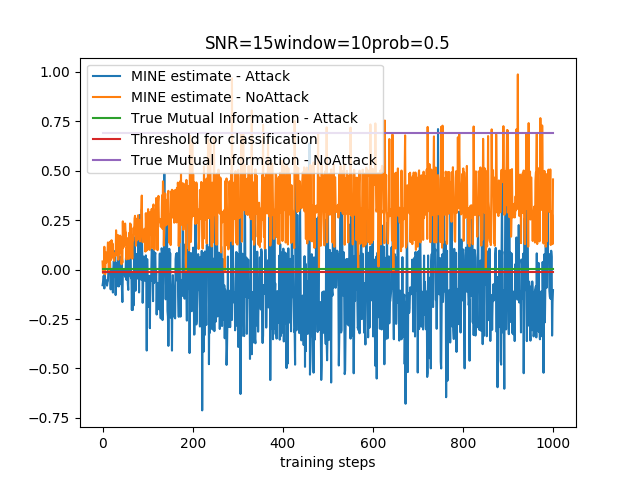 SNR=15window=10prob=0.5
1.00
0.75
0.50
0.25
0.00
−0.25
−0.50
−0.75
MINE estimate - Attack
MINE estimate - NoAttack
True Mutual Information - Attack
Threshold for classification
True Mutual Information - NoAttack
0 200 400 600 800 1000
training steps